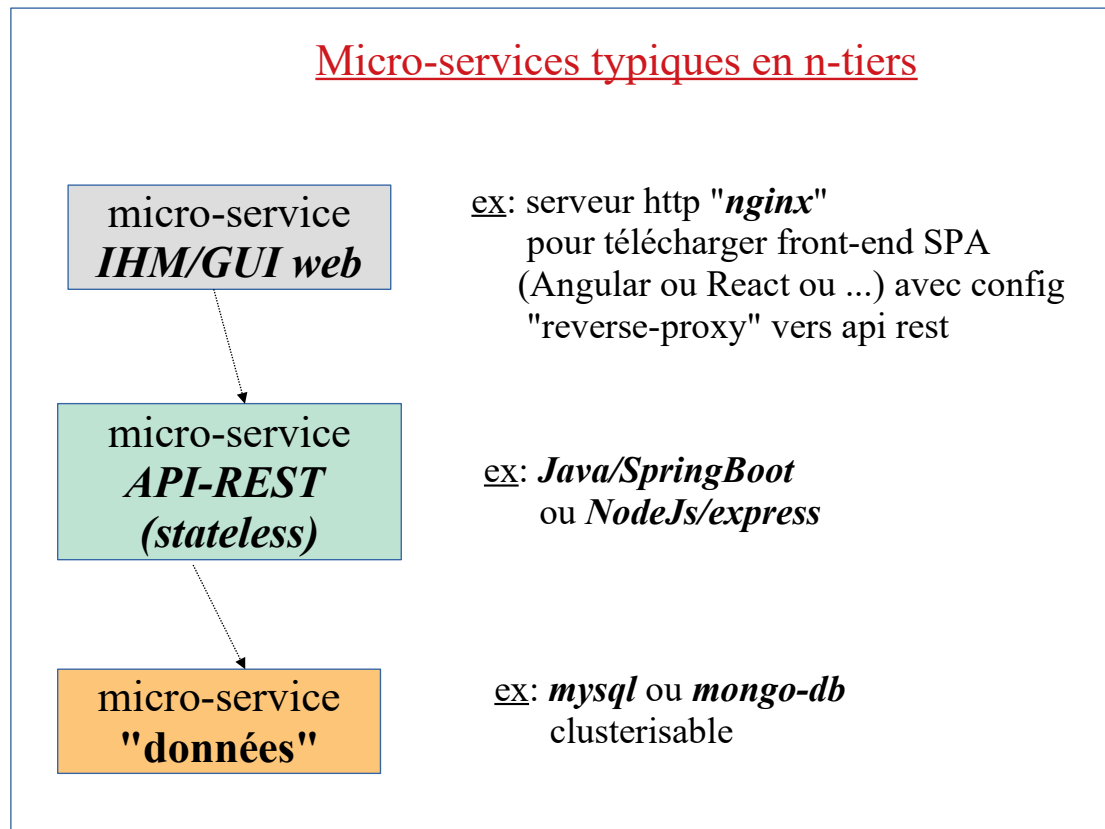 Micro-services typiques en n-tiers
micro-service
IHM/GUI web
ex: serveur http "nginx"
pour télécharger front-end SPA
(Angular ou React ou ...) avec config
"reverse-proxy" vers api rest
micro-service
API-REST
(stateless)
ex: Java/SpringBoot
ou NodeJs/express
micro-service
"données"
ex: mysql ou mongo-db
clusterisable